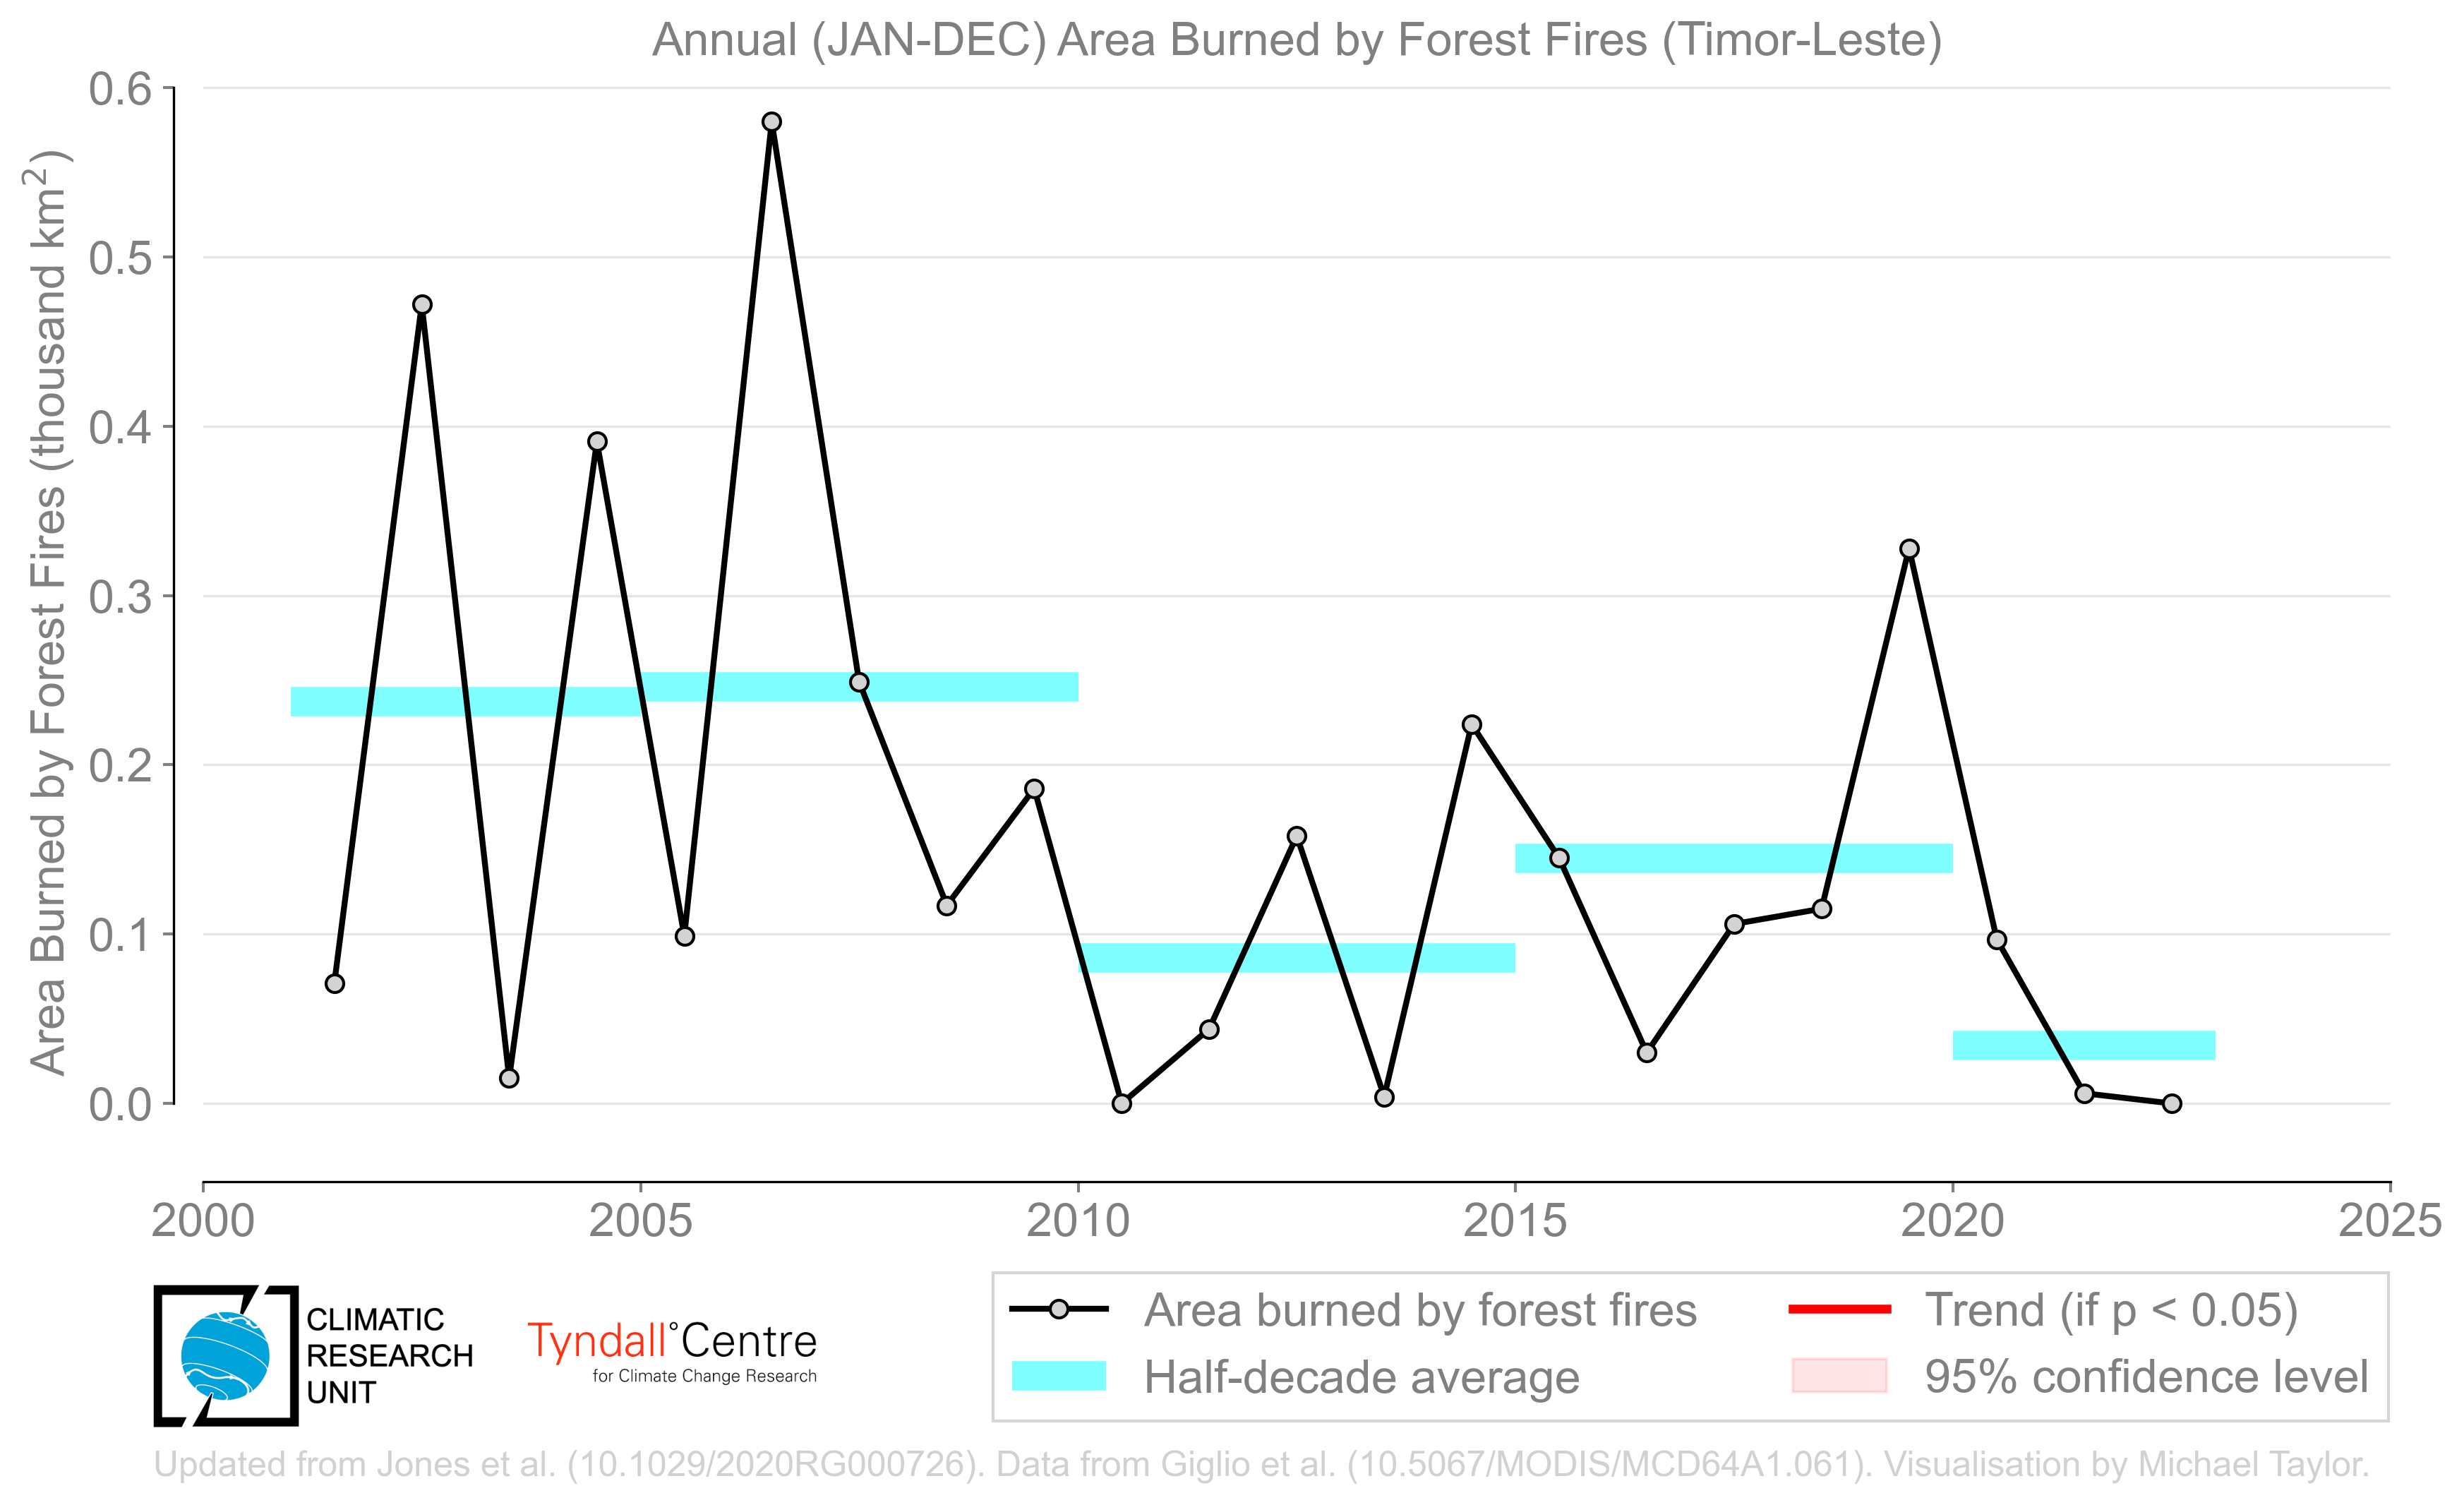 Annual (JAN-DEC) Area Burned by Forest Fires (Timor-Leste)
Area Burned by Forest Fires (thousand km²)
0.6
0.5
0.4
0.3
0.2
0.1
0.0
2000
2005
2010
2015
2020
2025
CLIMATIC
RESEARCH
UNIT
Tyndall°Centre
for Climate Change Research
Area burned by forest fires
Half-decade average
Trend (if p < 0.05)
95% confidence level
Updated from Jones et al. (10.1029/2020RG000726). Data from Giglio et al. (10.5067/MODIS/MCD64A1.061). Visualisation by Michael Taylor.